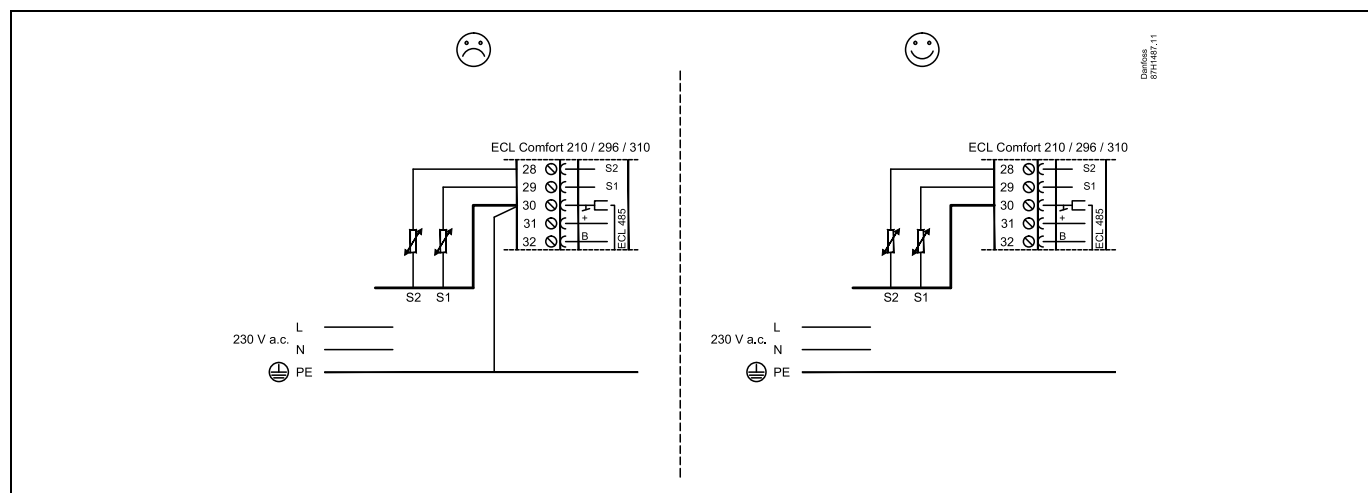 Danfoss
87H1487.11
ECL Comfort 210 / 296 / 310
28 S2
29 S1
30
31 +
32 B
ECL 485
S2 S1
L
230 V a.c.
N
PE
ECL Comfort 210 / 296 / 310
28 S2
29 S1
30
31 +
32 B
ECL 485
S2 S1
L
230 V a.c.
N
PE